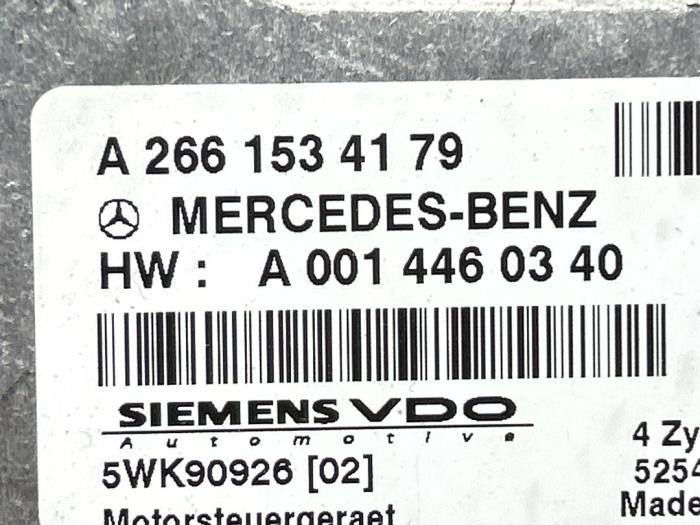 A 266 153 41 79
MERCEDES-BENZ
HW : A 001 446 03 40
SIEMENS VDO
Automotive
4 Zy
5WK90926 [02]
5254
Made
Motorsteuergeraet